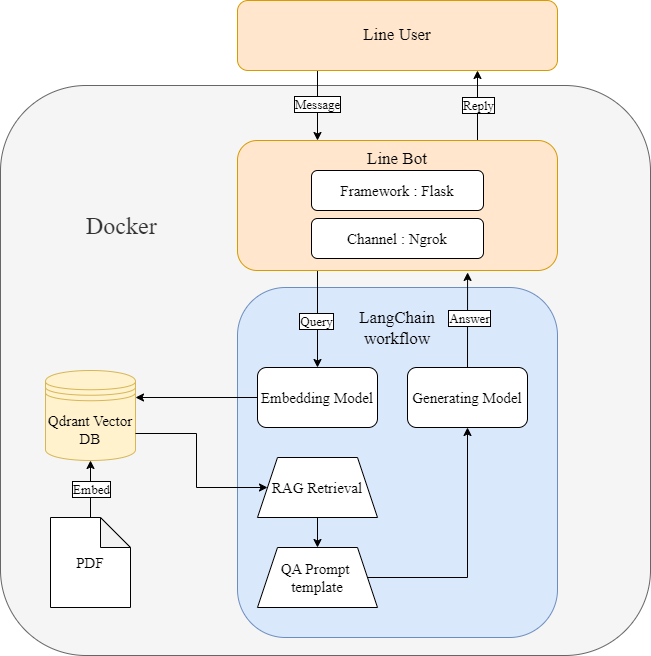 Line User
Message
Reply
Line Bot
Framework : Flask
Channel : Ngrok
Docker
Query
LangChain
workflow
Answer
Embedding Model
Generating Model
Qdrant Vector
DB
Embed
RAG Retrieval
PDF
QA Prompt
template